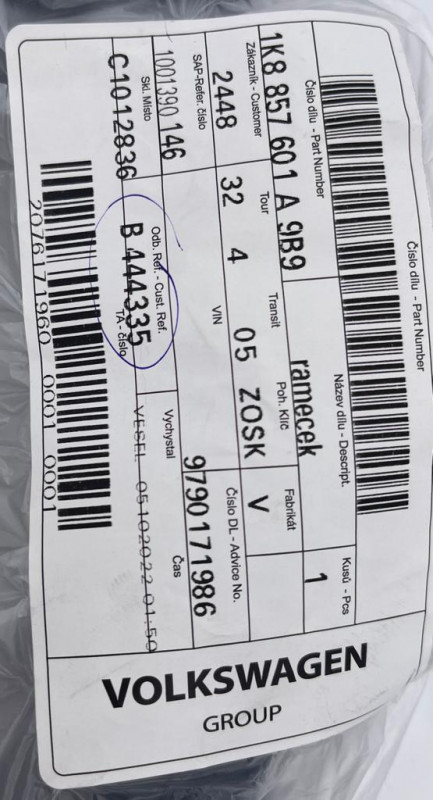 Číslo dílu - Part Number
Číslo dílu - Part Number
Název dílu - Descript.
Kusů - Pcs
1K8 857 601 A 9B9
ramecek
1
Zákazník - Customer
Tour
Transit
Poh. Klíč
Fabrikát
2448
32
4
05 ZOSK
V
SAP-Refer. číslo
VIN
Číslo DL - Advice No.
1001390146
9790171986
Skl. Místo
Odb. Ref. - Cust. Ref.
Vychystal
Čas
C1012836
B 444335
VESEL 05102022 01:50
TA - číslo
2076171960 0001 0001
VOLKSWAGEN
GROUP